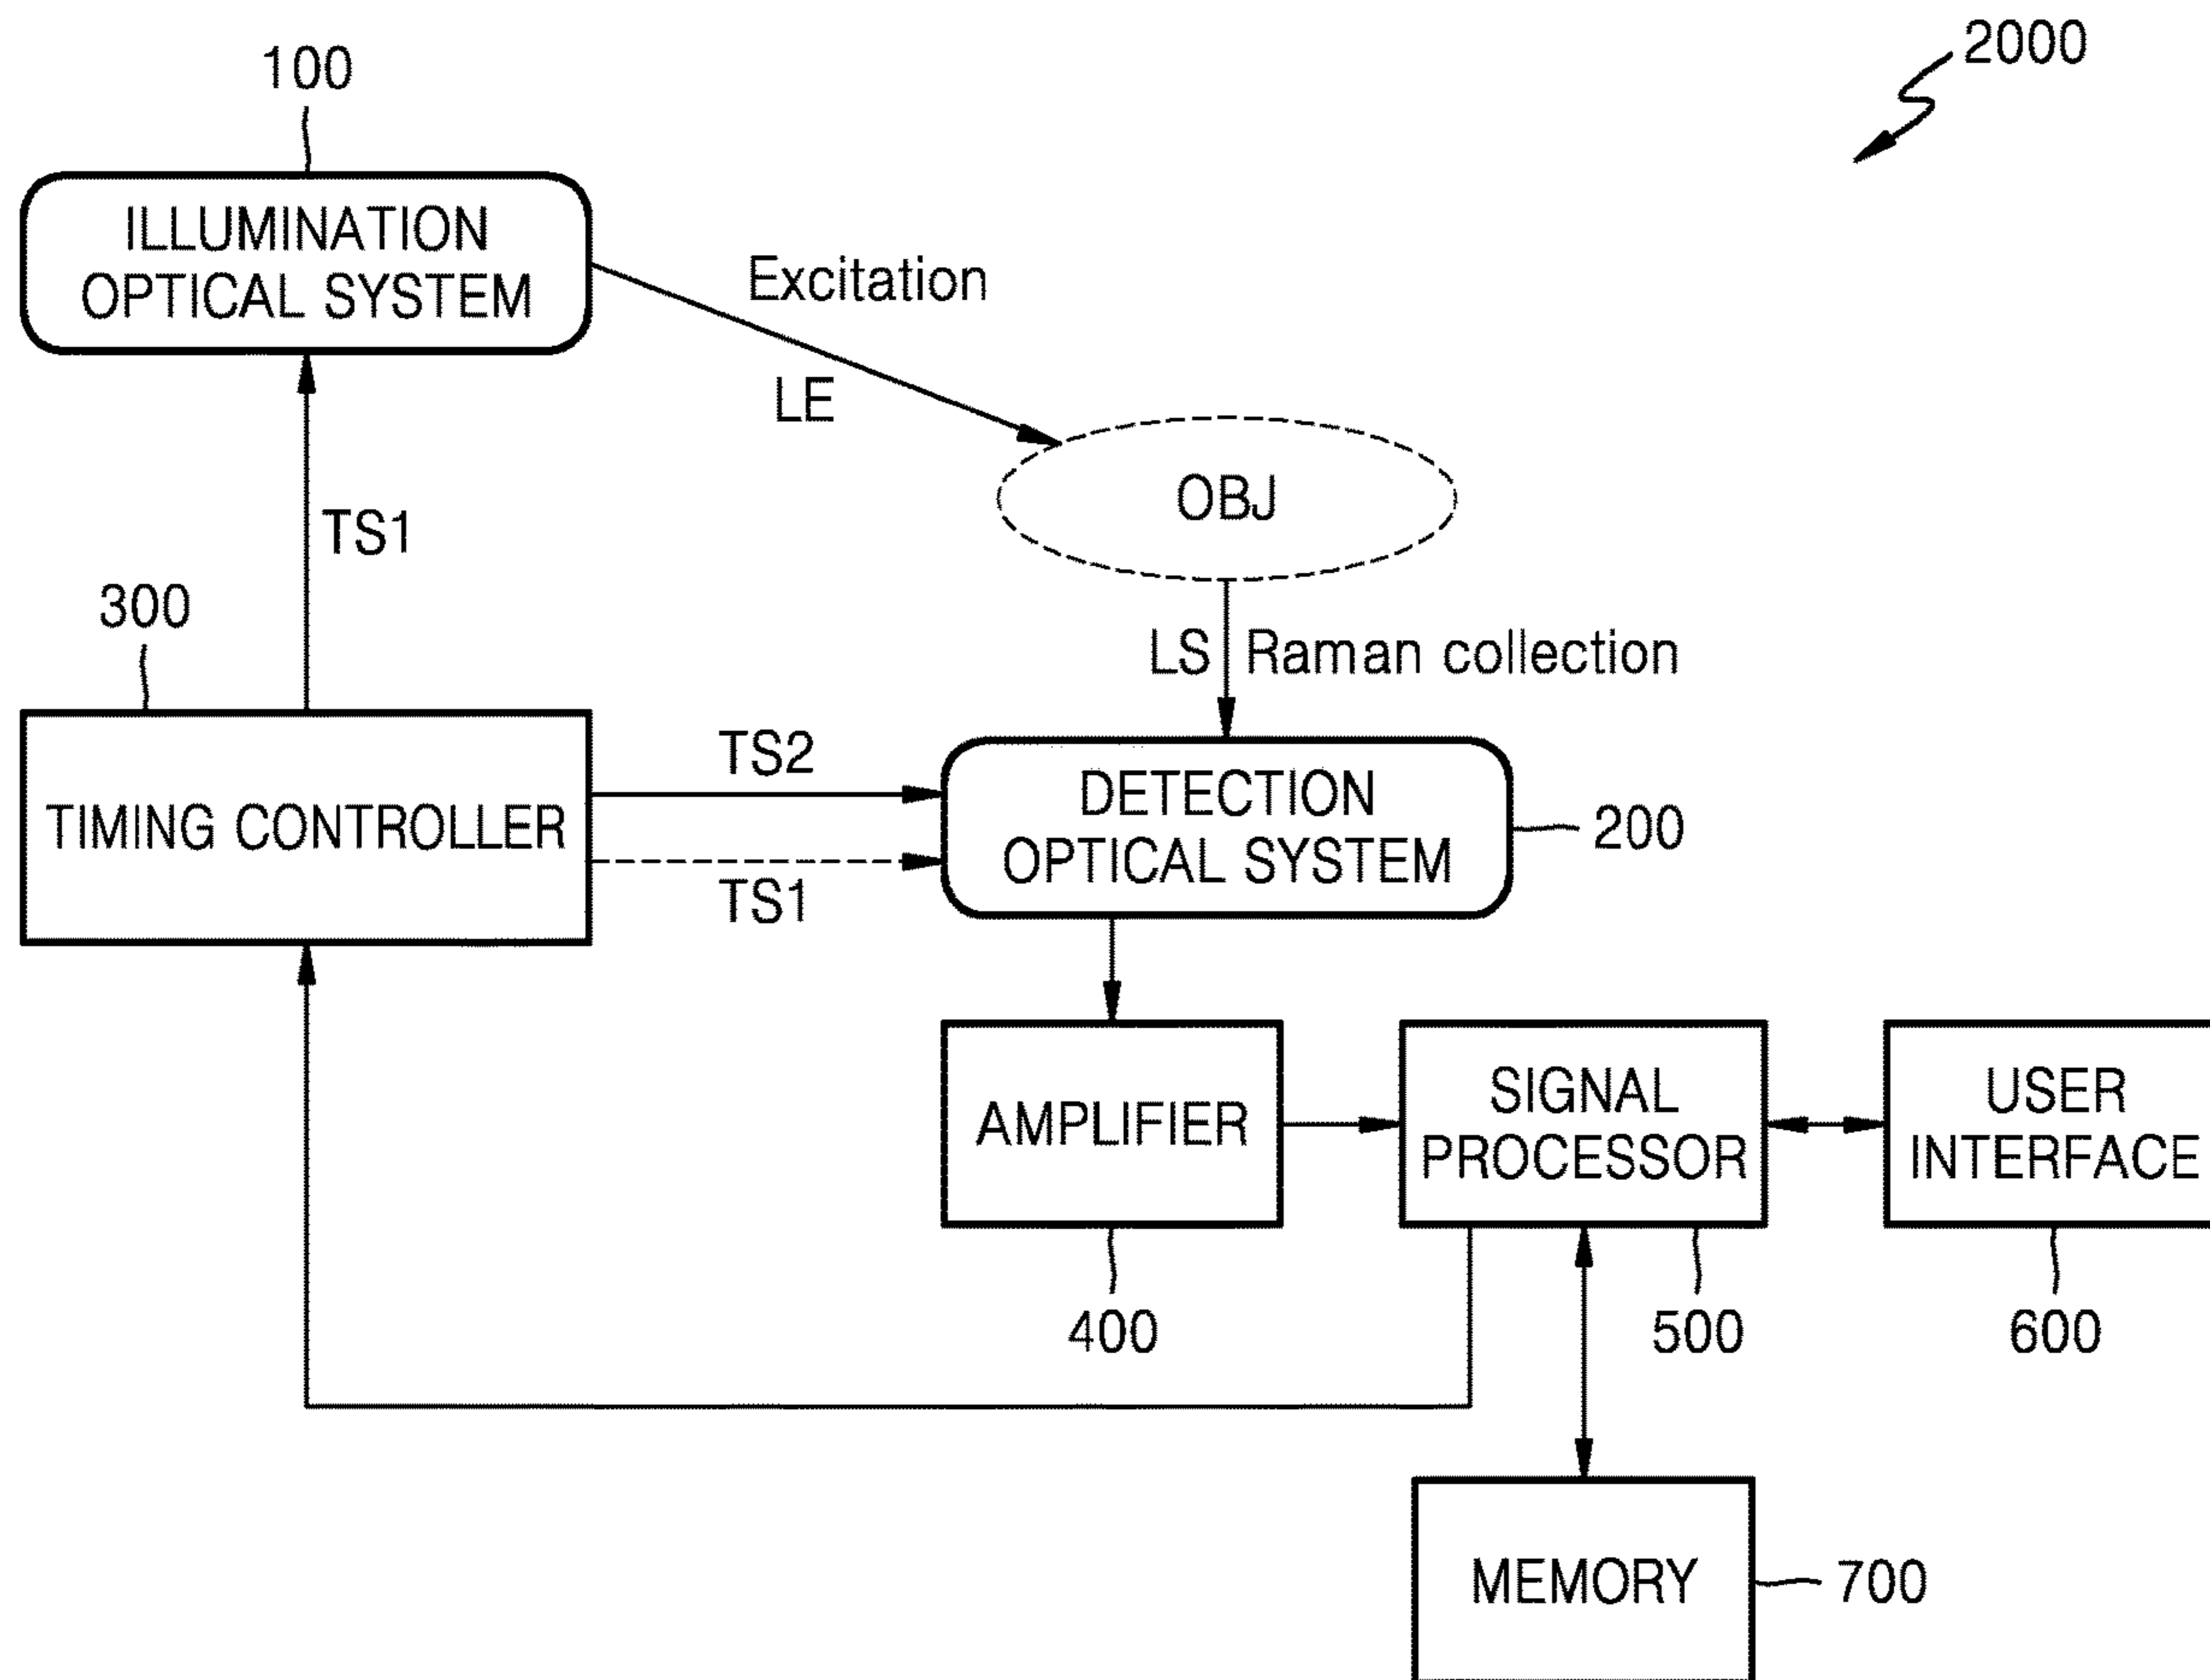 2000
100
ILLUMINATION
OPTICAL SYSTEM
Excitation
LE
OBJ
TS1
300
LS Raman collection
TIMING CONTROLLER
TS2
TS1
DETECTION
OPTICAL SYSTEM
200
AMPLIFIER
SIGNAL
PROCESSOR
USER
INTERFACE
400
500
600
MEMORY
700